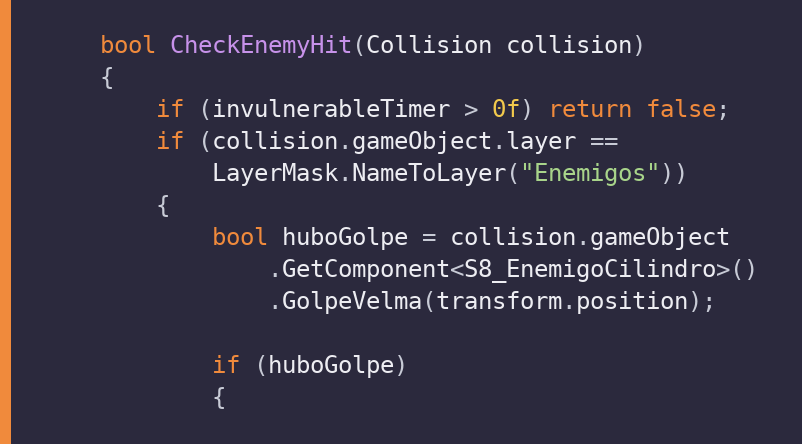 bool CheckEnemyHit(Collision collision)
{
if (invulnerableTimer > 0f) return false;
if (collision.gameObject.layer ==
LayerMask.NameToLayer("Enemigos"))
{
bool huboGolpe = collision.gameObject
.GetComponent<S8_EnemigoCilindro>()
.GolpeVelma(transform.position);
if (huboGolpe)
{